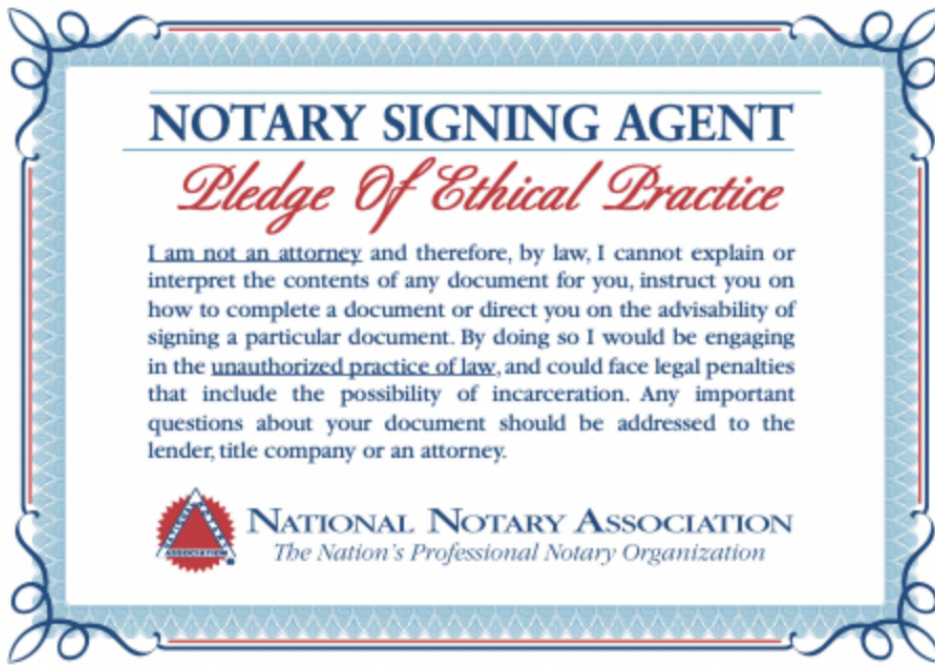 NOTARY SIGNING AGENT
Pledge Of Ethical Practice
I am not an attorney and therefore, by law, I cannot explain or
interpret the contents of any document for you, instruct you on
how to complete a document or direct you on the advisability of
signing a particular document. By doing so I would be engaging
in the unauthorized practice of law, and could face legal penalties
that include the possibility of incarceration. Any important
questions about your document should be addressed to the
lender, title company or an attorney.
NATIONAL NOTARY ASSOCIATION
The Nation's Professional Notary Organization
NATIONAL NOTARY
ASSOCIATION